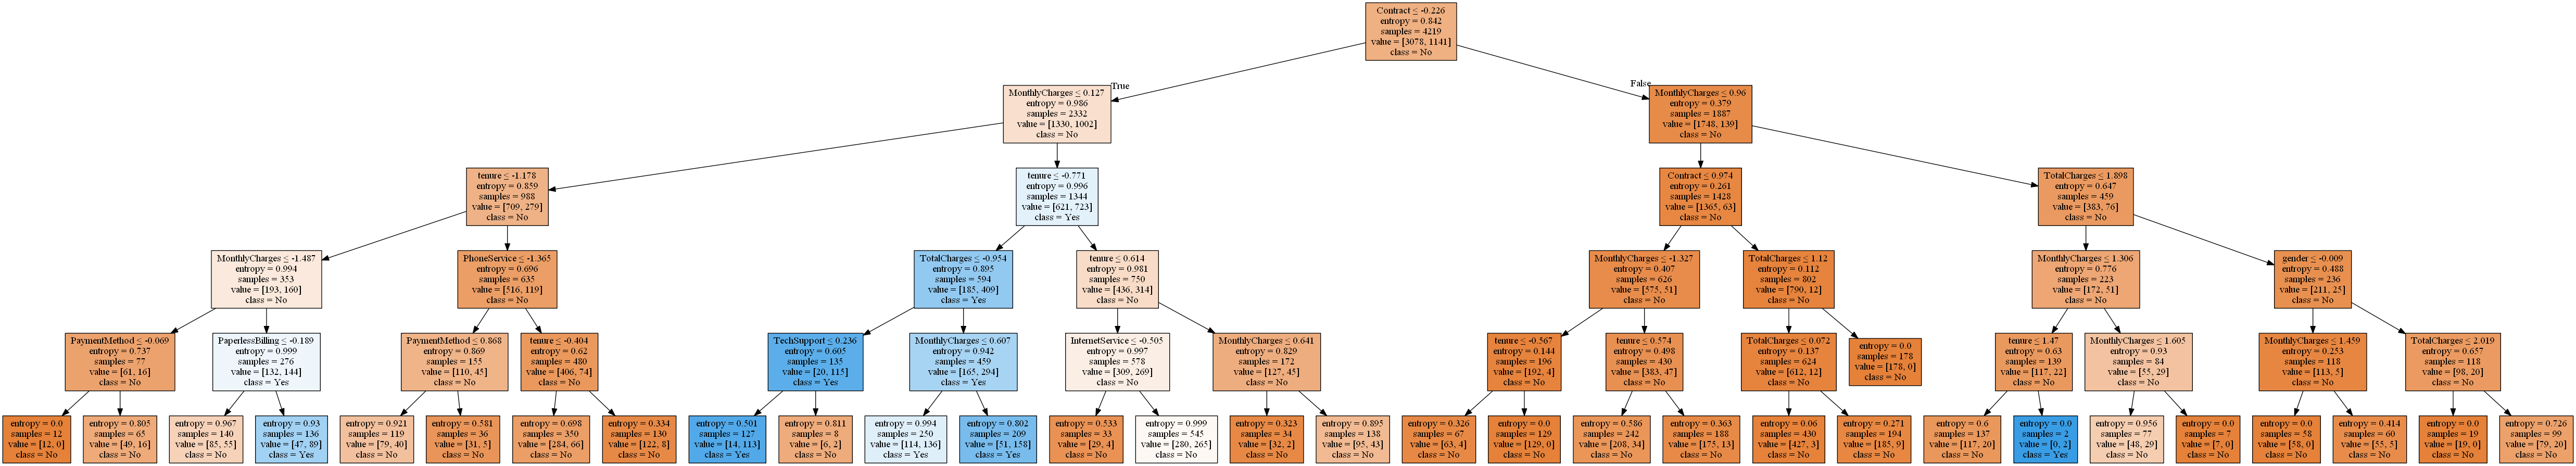 Contract ≤ -0.226
entropy = 0.842
samples = 4219
value = [3078, 1141]
class = No
True
False
MonthlyCharges ≤ 0.127
entropy = 0.986
samples = 2332
value = [1330, 1002]
class = No
MonthlyCharges ≤ 0.96
entropy = 0.379
samples = 1887
value = [1748, 139]
class = No
tenure ≤ -1.178
entropy = 0.859
samples = 988
value = [709, 279]
class = No
tenure ≤ -0.771
entropy = 0.996
samples = 1344
value = [621, 723]
class = Yes
Contract ≤ 0.974
entropy = 0.261
samples = 1428
value = [1365, 63]
class = No
TotalCharges ≤ 1.898
entropy = 0.647
samples = 459
value = [383, 76]
class = No
MonthlyCharges ≤ -1.487
entropy = 0.994
samples = 353
value = [193, 160]
class = No
PhoneService ≤ -1.365
entropy = 0.696
samples = 635
value = [516, 119]
class = No
TotalCharges ≤ -0.954
entropy = 0.895
samples = 594
value = [185, 409]
class = Yes
tenure ≤ 0.614
entropy = 0.981
samples = 750
value = [436, 314]
class = No
MonthlyCharges ≤ -1.327
entropy = 0.407
samples = 626
value = [575, 51]
class = No
TotalCharges ≤ 1.12
entropy = 0.112
samples = 802
value = [790, 12]
class = No
MonthlyCharges ≤ 1.306
entropy = 0.776
samples = 223
value = [172, 51]
class = No
gender ≤ -0.009
entropy = 0.488
samples = 236
value = [211, 25]
class = No
PaymentMethod ≤ -0.069
entropy = 0.737
samples = 77
value = [61, 16]
class = No
PaperlessBilling ≤ -0.189
entropy = 0.999
samples = 276
value = [132, 144]
class = Yes
PaymentMethod ≤ 0.868
entropy = 0.869
samples = 155
value = [110, 45]
class = No
tenure ≤ -0.404
entropy = 0.62
samples = 480
value = [406, 74]
class = No
TechSupport ≤ 0.236
entropy = 0.605
samples = 135
value = [20, 115]
class = Yes
MonthlyCharges ≤ 0.607
entropy = 0.942
samples = 459
value = [165, 294]
class = Yes
InternetService ≤ -0.505
entropy = 0.997
samples = 578
value = [309, 269]
class = No
MonthlyCharges ≤ 0.641
entropy = 0.829
samples = 172
value = [127, 45]
class = No
tenure ≤ -0.567
entropy = 0.144
samples = 196
value = [192, 4]
class = No
tenure ≤ 0.574
entropy = 0.498
samples = 430
value = [383, 47]
class = No
TotalCharges ≤ 0.072
entropy = 0.137
samples = 624
value = [612, 12]
class = No
entropy = 0.0
samples = 178
value = [178, 0]
class = No
tenure ≤ 1.47
entropy = 0.63
samples = 139
value = [117, 22]
class = No
MonthlyCharges ≤ 1.605
entropy = 0.93
samples = 84
value = [55, 29]
class = No
MonthlyCharges ≤ 1.459
entropy = 0.253
samples = 118
value = [113, 5]
class = No
TotalCharges ≤ 2.019
entropy = 0.657
samples = 118
value = [98, 20]
class = No
entropy = 0.0
samples = 12
value = [12, 0]
class = No
entropy = 0.805
samples = 65
value = [49, 16]
class = No
entropy = 0.967
samples = 140
value = [85, 55]
class = No
entropy = 0.93
samples = 136
value = [47, 89]
class = Yes
entropy = 0.921
samples = 119
value = [79, 40]
class = No
entropy = 0.581
samples = 36
value = [31, 5]
class = No
entropy = 0.698
samples = 350
value = [284, 66]
class = No
entropy = 0.334
samples = 130
value = [122, 8]
class = No
entropy = 0.501
samples = 127
value = [14, 113]
class = Yes
entropy = 0.811
samples = 8
value = [6, 2]
class = No
entropy = 0.994
samples = 250
value = [114, 136]
class = Yes
entropy = 0.802
samples = 209
value = [51, 158]
class = Yes
entropy = 0.533
samples = 33
value = [29, 4]
class = No
entropy = 0.999
samples = 545
value = [280, 265]
class = No
entropy = 0.323
samples = 34
value = [32, 2]
class = No
entropy = 0.895
samples = 138
value = [95, 43]
class = No
entropy = 0.326
samples = 67
value = [63, 4]
class = No
entropy = 0.0
samples = 129
value = [129, 0]
class = No
entropy = 0.586
samples = 242
value = [208, 34]
class = No
entropy = 0.363
samples = 188
value = [175, 13]
class = No
entropy = 0.06
samples = 430
value = [427, 3]
class = No
entropy = 0.271
samples = 194
value = [185, 9]
class = No
entropy = 0.6
samples = 137
value = [117, 20]
class = No
entropy = 0.0
samples = 2
value = [0, 2]
class = Yes
entropy = 0.956
samples = 77
value = [48, 29]
class = No
entropy = 0.0
samples = 7
value = [7, 0]
class = No
entropy = 0.0
samples = 58
value = [58, 0]
class = No
entropy = 0.414
samples = 60
value = [55, 5]
class = No
entropy = 0.0
samples = 19
value = [19, 0]
class = No
entropy = 0.726
samples = 99
value = [79, 20]
class = No